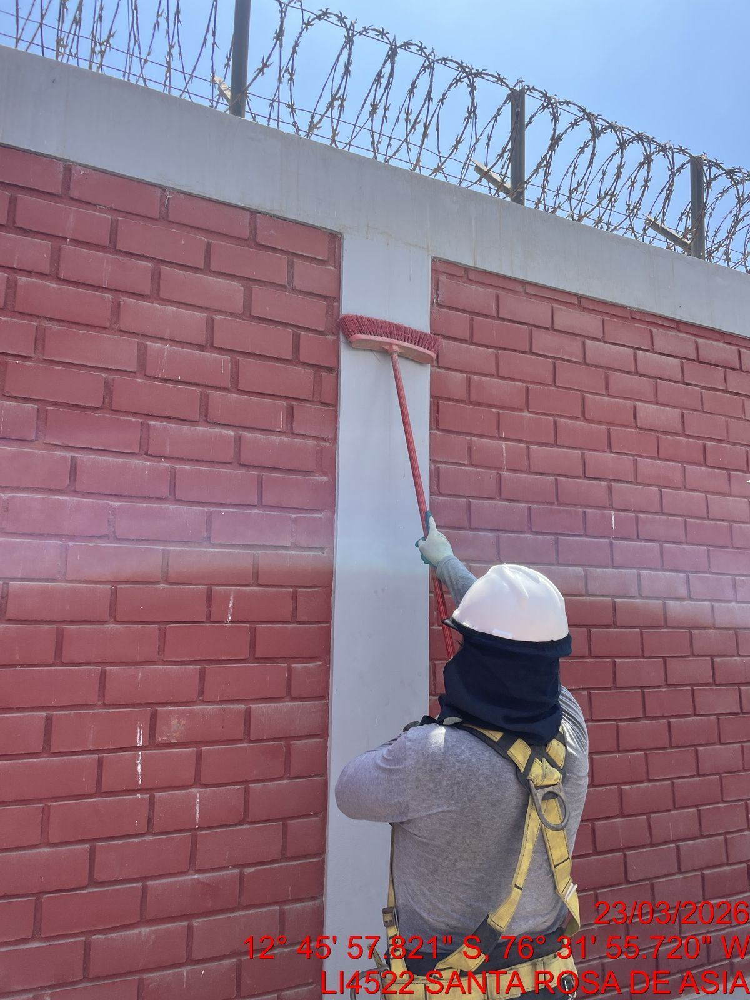 23/03/2026
12° 45' 57.821" S, 76° 31' 55.720" W
LI4522 SANTA ROSA DE ASIA